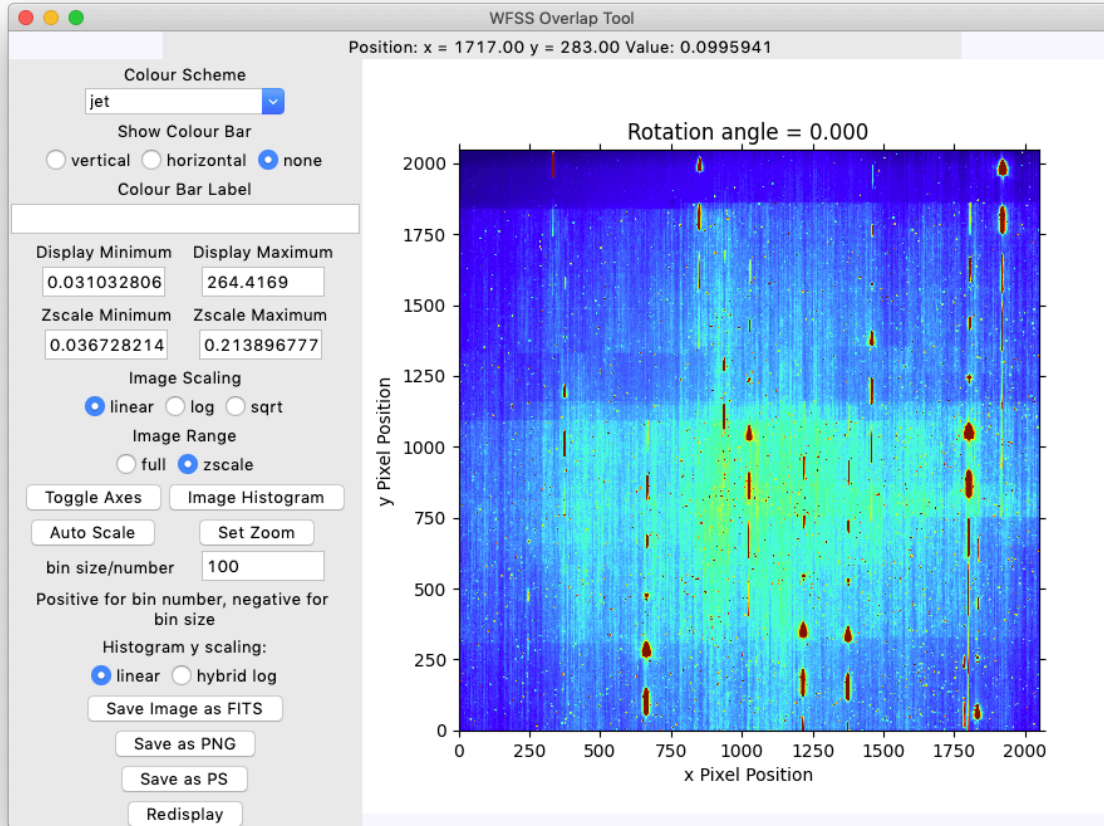 WFSS Overlap Tool
Position: x = 1717.00 y = 283.00 Value: 0.0995941
Colour Scheme
jet
Show Colour Bar
vertical horizontal none
Colour Bar Label
Display Minimum Display Maximum
0.031032806 264.4169
Zscale Minimum Zscale Maximum
0.036728214 0.213896777
Image Scaling
linear log sqrt
Image Range
full zscale
Toggle Axes Image Histogram
Auto Scale Set Zoom
bin size/number 100
Positive for bin number, negative for
bin size
Histogram y scaling:
linear hybrid log
Save Image as FITS
Save as PNG
Save as PS
Redisplay
Rotation angle = 0.000
y Pixel Position
2000
1750
1500
1250
1000
750
500
250
0
0 250 500 750 1000 1250 1500 1750 2000
x Pixel Position